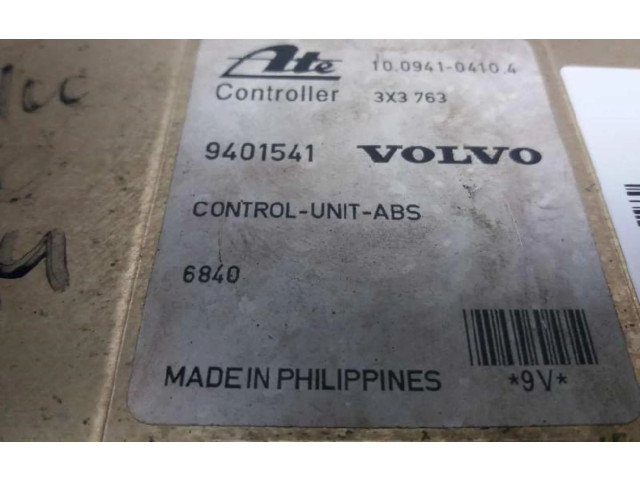 Ate 10.0941-0410.4
Controller 3X3 763
9401541 VOLVO
CONTROL-UNIT-ABS
6840
MADE IN PHILIPPINES *9V*